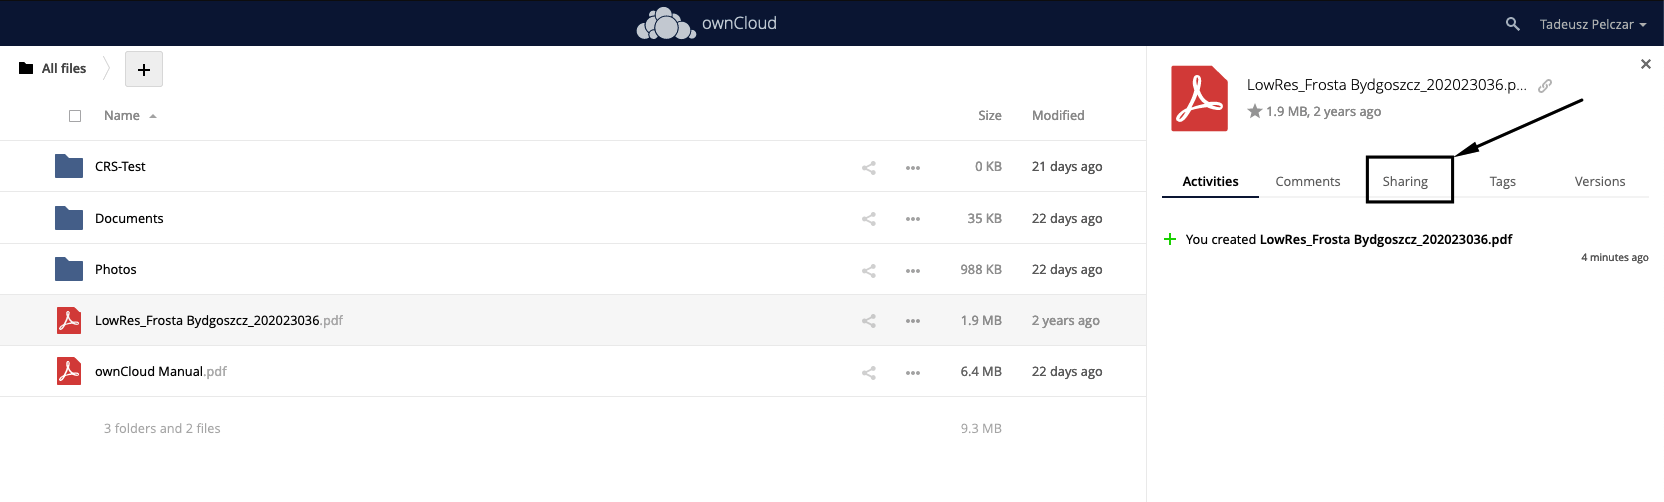 ownCloud
Tadeusz Pelczar
All files
+
Name Size Modified
CRS-Test 0 KB 21 days ago
Documents 35 KB 22 days ago
Photos 988 KB 22 days ago
LowRes_Frosta Bydgoszcz_202023036.pdf 1.9 MB 2 years ago
ownCloud Manual.pdf 6.4 MB 22 days ago
3 folders and 2 files 9.3 MB
LowRes_Frosta Bydgoszcz_202023036.p...
1.9 MB, 2 years ago
Activities Comments Sharing Tags Versions
You created LowRes_Frosta Bydgoszcz_202023036.pdf
4 minutes ago